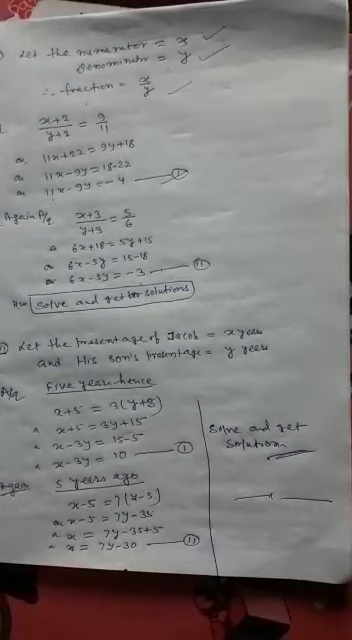 Let the numerator = x
Denominator = y
∴ fraction = x/y
x+2/y+2 = 9/11
or, 11x+22 = 9y+18
or 11x-9y = 18-22
or 11x-9y = -4 — (I)
Again A/q x+3/y+3 = 5/6
or 6x+18 = 5y+15
or 6x-5y = 15-18
or 6x-5y = -3 — (II)
solve and get solutions
(ii) Let the present age of Jacob = x years
and His son's present age = y years
A/q Five years hence
x+5 = 3(y+5)
or x+5 = 3y+15
or x-3y = 15-5
or x-3y = 10 — (I)
Again 5 years ago
x-5 = 7(y-5)
or x-5 = 7y-35
or x = 7y-35+5
or x = 7y-30 — (II)
Solve and get
solution